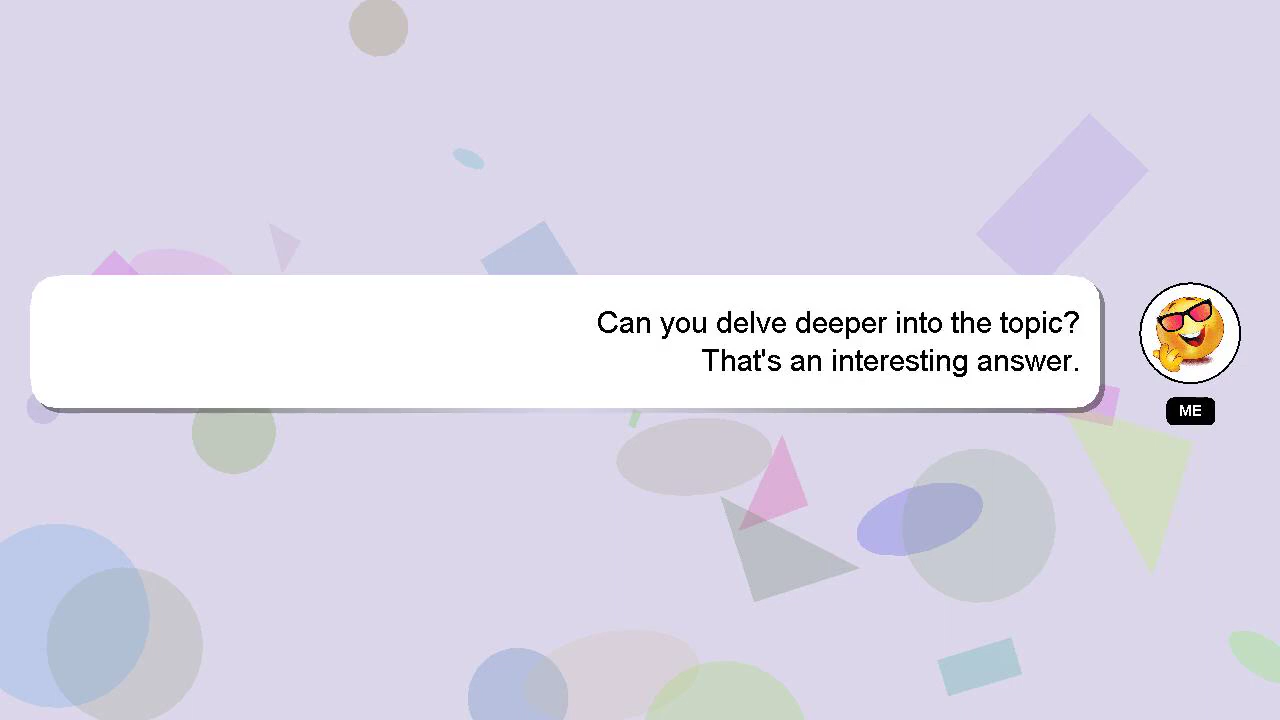 Can you delve deeper into the topic?
That's an interesting answer.
ME